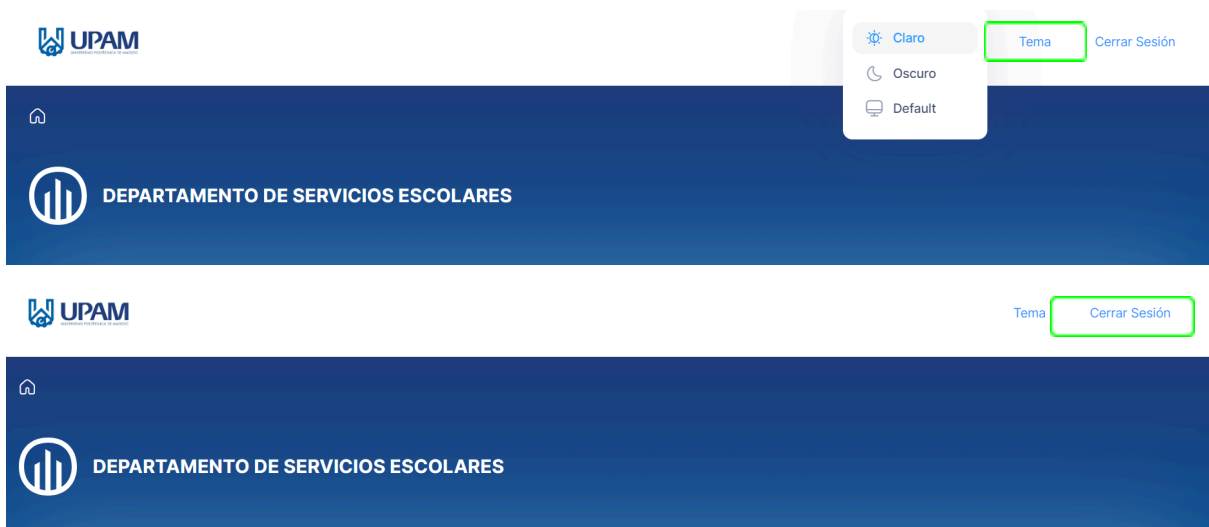 UPAM
Claro
Tema
Cerrar Sesión
Oscuro
Default
DEPARTAMENTO DE SERVICIOS ESCOLARES
UPAM
Tema
Cerrar Sesión
DEPARTAMENTO DE SERVICIOS ESCOLARES